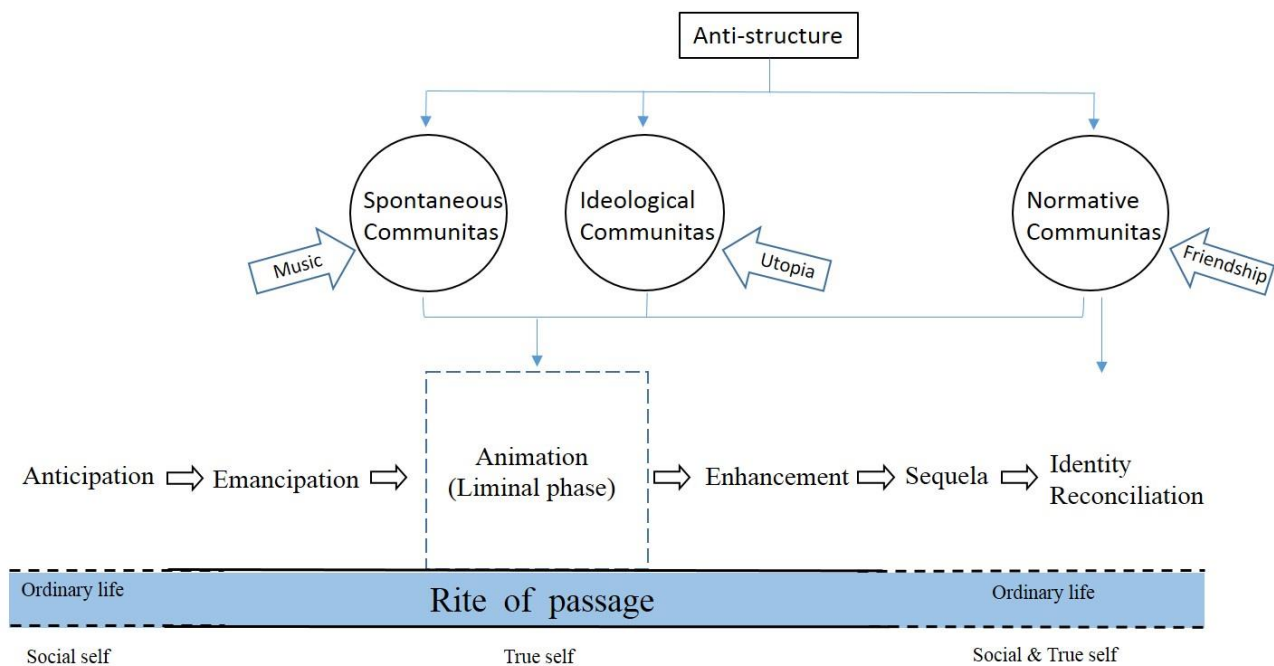 Anti-structure
Spontaneous
Communitas
Ideological
Communitas
Normative
Communitas
Music
Utopia
Friendship
Anticipation
Emancipation
Animation
(Liminal phase)
Enhancement
Sequela
Identity
Reconciliation
Ordinary life
Rite of passage
Ordinary life
Social self
True self
Social & True self